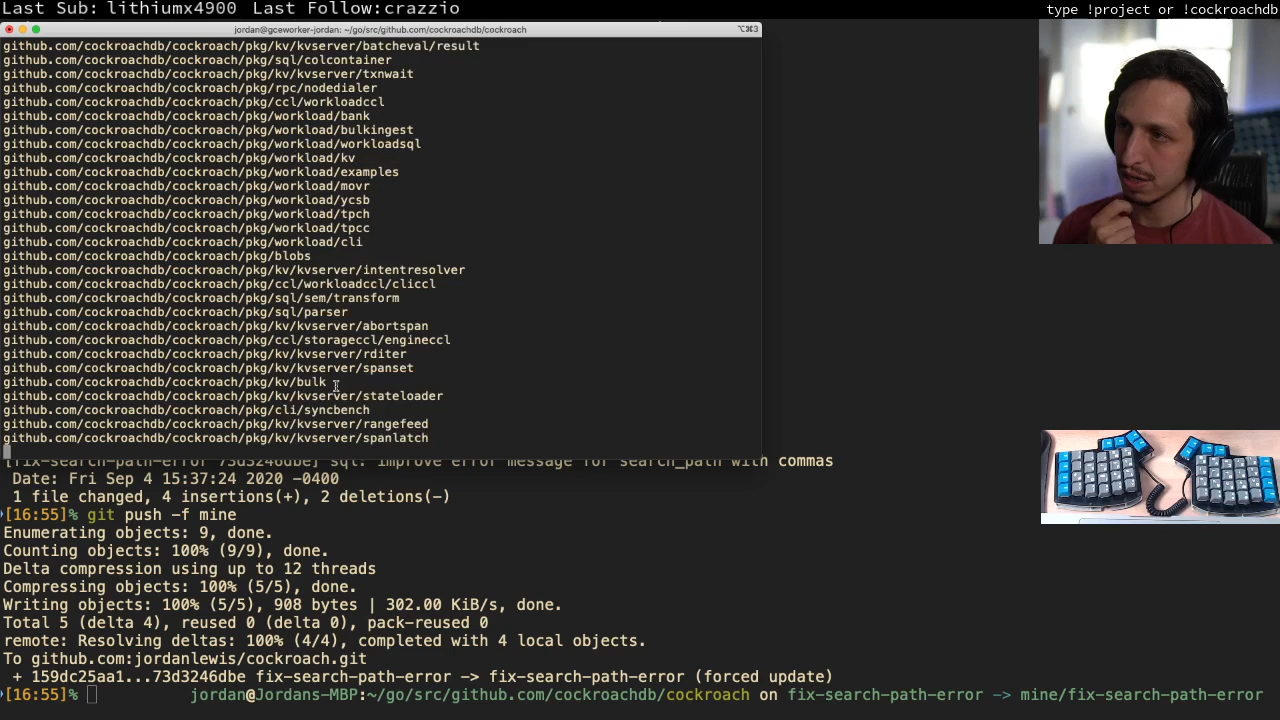 Last Sub: lithiumx4900 Last Follow:crazzio
type !project or !cockroachdb
jordan@gceworker-jordan: ~/go/src/github.com/cockroachdb/cockroach
⌥⌘3
github.com/cockroachdb/cockroach/pkg/kv/kvserver/batcheval/result
github.com/cockroachdb/cockroach/pkg/sql/colcontainer
github.com/cockroachdb/cockroach/pkg/kv/kvserver/txnwait
github.com/cockroachdb/cockroach/pkg/rpc/nodedialer
github.com/cockroachdb/cockroach/pkg/ccl/workloadccl
github.com/cockroachdb/cockroach/pkg/workload/bank
github.com/cockroachdb/cockroach/pkg/workload/bulkingest
github.com/cockroachdb/cockroach/pkg/workload/workloadsql
github.com/cockroachdb/cockroach/pkg/workload/kv
github.com/cockroachdb/cockroach/pkg/workload/examples
github.com/cockroachdb/cockroach/pkg/workload/movr
github.com/cockroachdb/cockroach/pkg/workload/ycsb
github.com/cockroachdb/cockroach/pkg/workload/tpch
github.com/cockroachdb/cockroach/pkg/workload/tpcc
github.com/cockroachdb/cockroach/pkg/workload/cli
github.com/cockroachdb/cockroach/pkg/blobs
github.com/cockroachdb/cockroach/pkg/kv/kvserver/intentresolver
github.com/cockroachdb/cockroach/pkg/ccl/workloadccl/cliccl
github.com/cockroachdb/cockroach/pkg/sql/sem/transform
github.com/cockroachdb/cockroach/pkg/sql/parser
github.com/cockroachdb/cockroach/pkg/kv/kvserver/abortspan
github.com/cockroachdb/cockroach/pkg/ccl/storageccl/engineccl
github.com/cockroachdb/cockroach/pkg/kv/kvserver/rditer
github.com/cockroachdb/cockroach/pkg/kv/kvserver/spanset
github.com/cockroachdb/cockroach/pkg/kv/bulk
github.com/cockroachdb/cockroach/pkg/kv/kvserver/stateloader
github.com/cockroachdb/cockroach/pkg/cli/syncbench
github.com/cockroachdb/cockroach/pkg/kv/kvserver/rangefeed
github.com/cockroachdb/cockroach/pkg/kv/kvserver/spanlatch
[fix-search-path-error 73d3246dbe] sql: improve error message for search_path with commas
Date: Fri Sep 4 15:37:24 2020 -0400
1 file changed, 4 insertions(+), 2 deletions(-)
[16:55]% git push -f mine
Enumerating objects: 9, done.
Counting objects: 100% (9/9), done.
Delta compression using up to 12 threads
Compressing objects: 100% (5/5), done.
Writing objects: 100% (5/5), 908 bytes | 302.00 KiB/s, done.
Total 5 (delta 4), reused 0 (delta 0), pack-reused 0
remote: Resolving deltas: 100% (4/4), completed with 4 local objects.
To github.com:jordanlewis/cockroach.git
+ 159dc25aa1...73d3246dbe fix-search-path-error -> fix-search-path-error (forced update)
[16:55]% jordan@Jordans-MBP:~/go/src/github.com/cockroachdb/cockroach on fix-search-path-error -> mine/fix-search-path-error